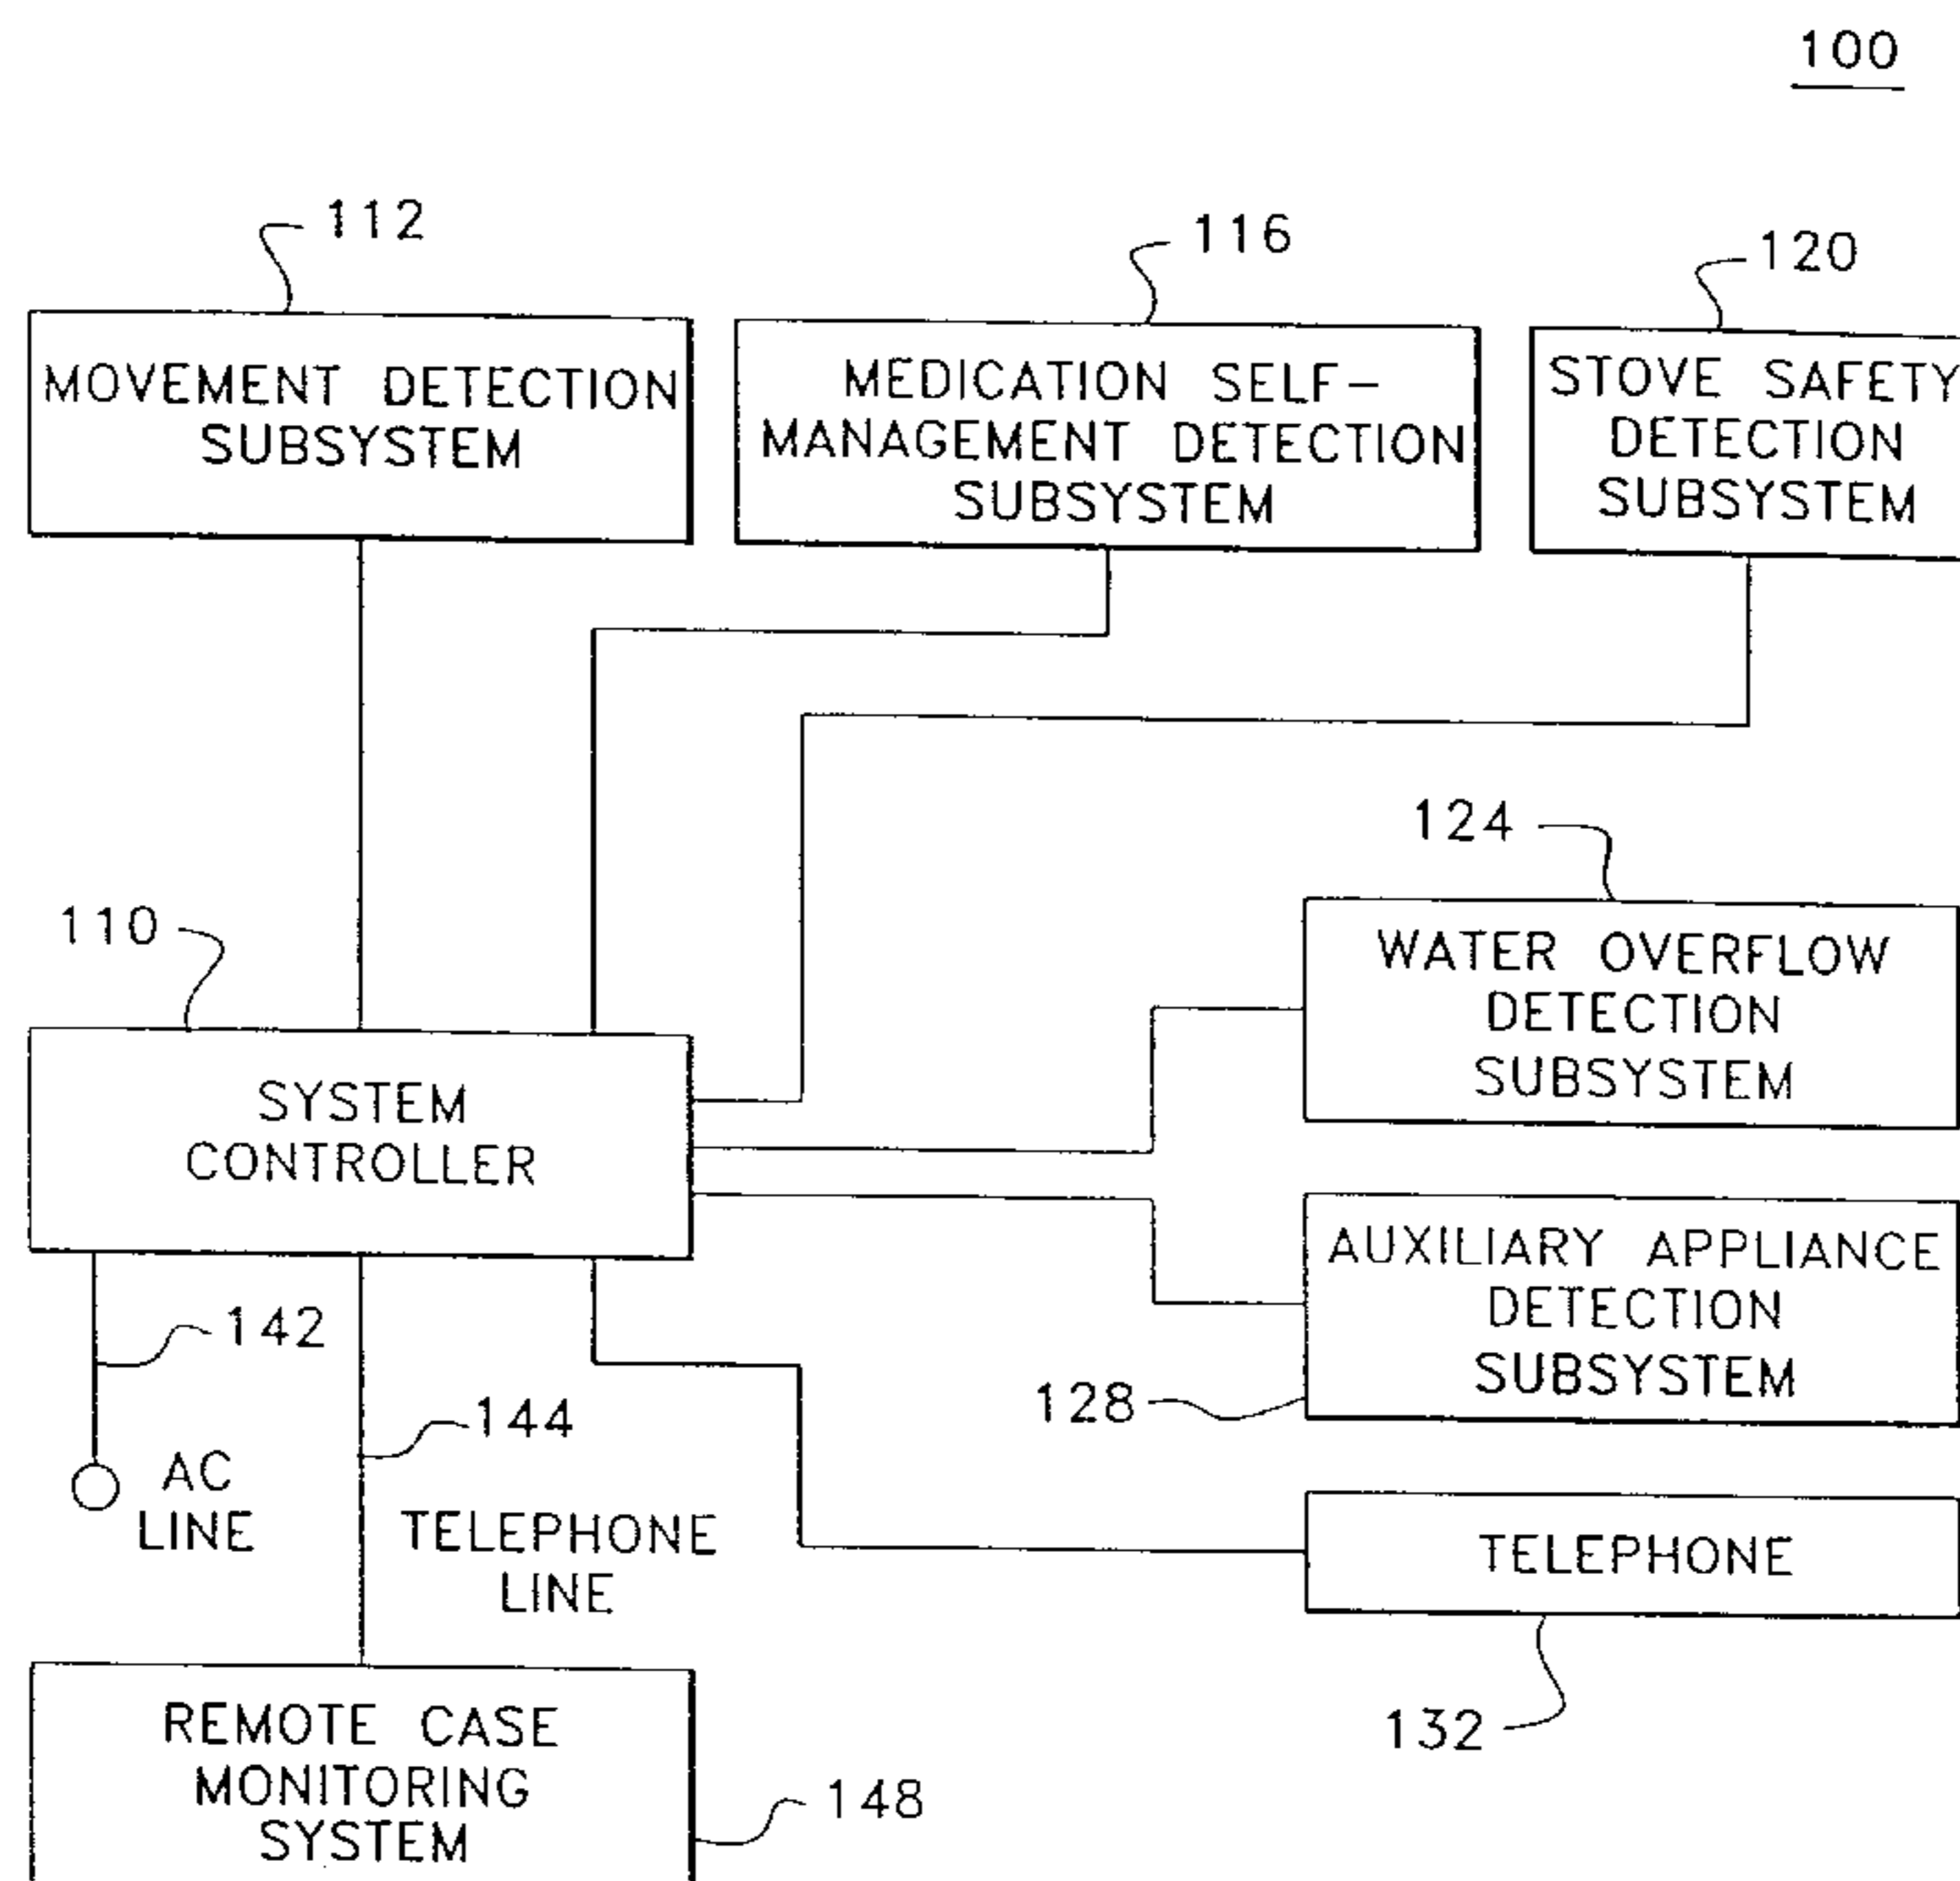 100
112
116
120
MOVEMENT DETECTION
SUBSYSTEM
MEDICATION SELF-
MANAGEMENT DETECTION
SUBSYSTEM
STOVE SAFETY
DETECTION
SUBSYSTEM
124
110
WATER OVERFLOW
DETECTION
SUBSYSTEM
SYSTEM
CONTROLLER
AUXILIARY APPLIANCE
DETECTION
SUBSYSTEM
142
128
144
AC
LINE
TELEPHONE
LINE
TELEPHONE
132
REMOTE CASE
MONITORING
SYSTEM
148